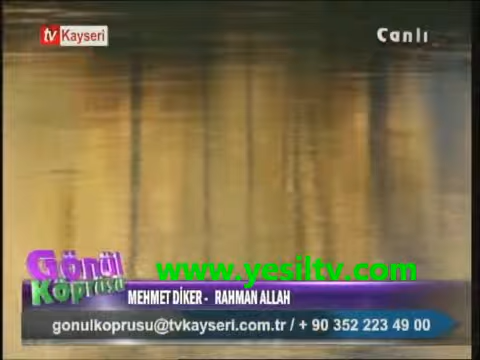 tv Kayseri
Canlı
Gönül
Köprüsü
www.yesiltv.com
MEHMET DİKER - RAHMAN ALLAH
gonulkoprusu@tvkayseri.com.tr / + 90 352 223 49 00